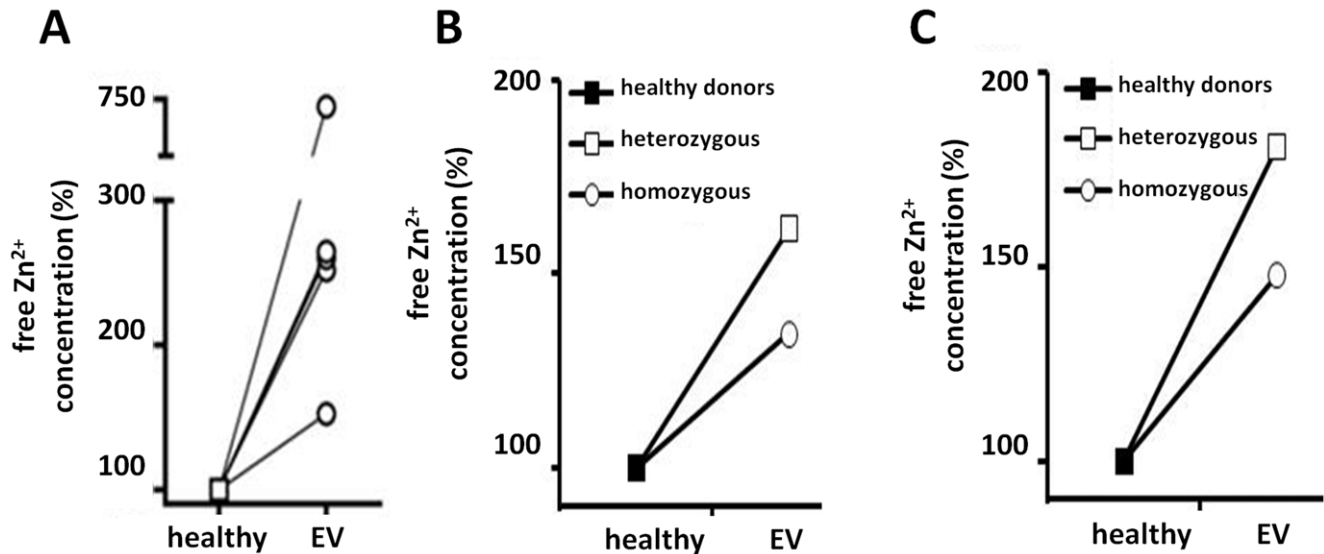 A
free Zn²⁺
concentration (%)
750
300
200
100
healthy
EV
B
free Zn²⁺
concentration (%)
200
150
100
healthy donors
heterozygous
homozygous
healthy
EV
C
free Zn²⁺
concentration (%)
200
150
100
healthy donors
heterozygous
homozygous
healthy
EV